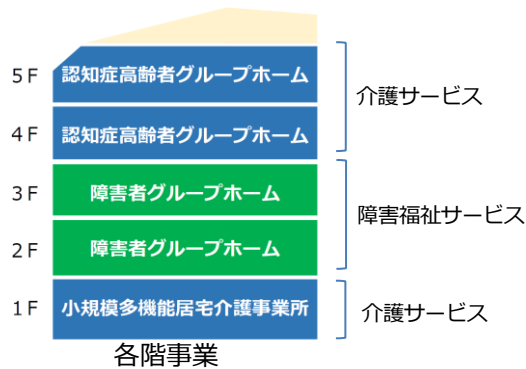 5F 認知症高齢者グループホーム
介護サービス
4F 認知症高齢者グループホーム
3F 障害者グループホーム
障害福祉サービス
2F 障害者グループホーム
1F 小規模多機能居宅介護事業所
介護サービス
各階事業